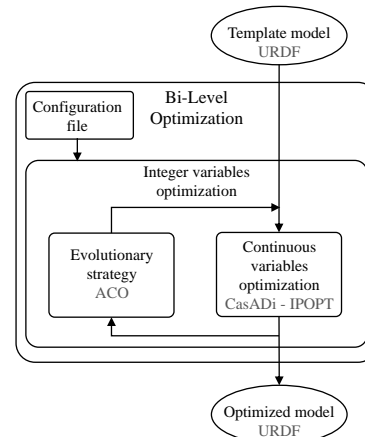 Template model
URDF
Bi-Level
Optimization
Configuration
file
Integer variables
optimization
Evolutionary
strategy
ACO
Continuous
variables
optimization
CasADi - IPOPT
Optimized model
URDF